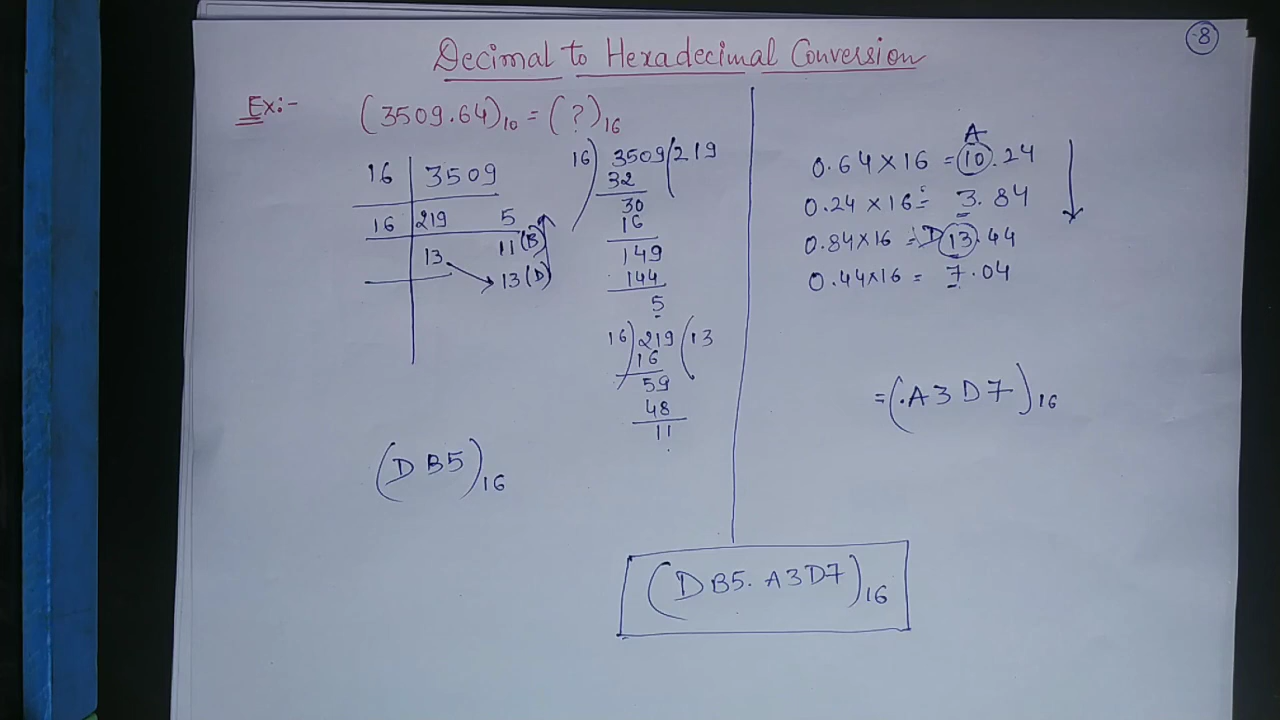 8
Decimal to Hexadecimal Conversion
Ex:- (3509.64)10 = (?)16
16 3509
16 219 5
11(B)
13 13(D)
16) 3509(219
32
30
16
149
144
5
16) 219 (13
16
59
48
11
(DB5)16
A
0.64×16 = 10.24
0.24×16 = 3.84
0.84×16 = D 13.44
0.44×16 = 7.04
=(.A3D7)16
(DB5.A3D7)16